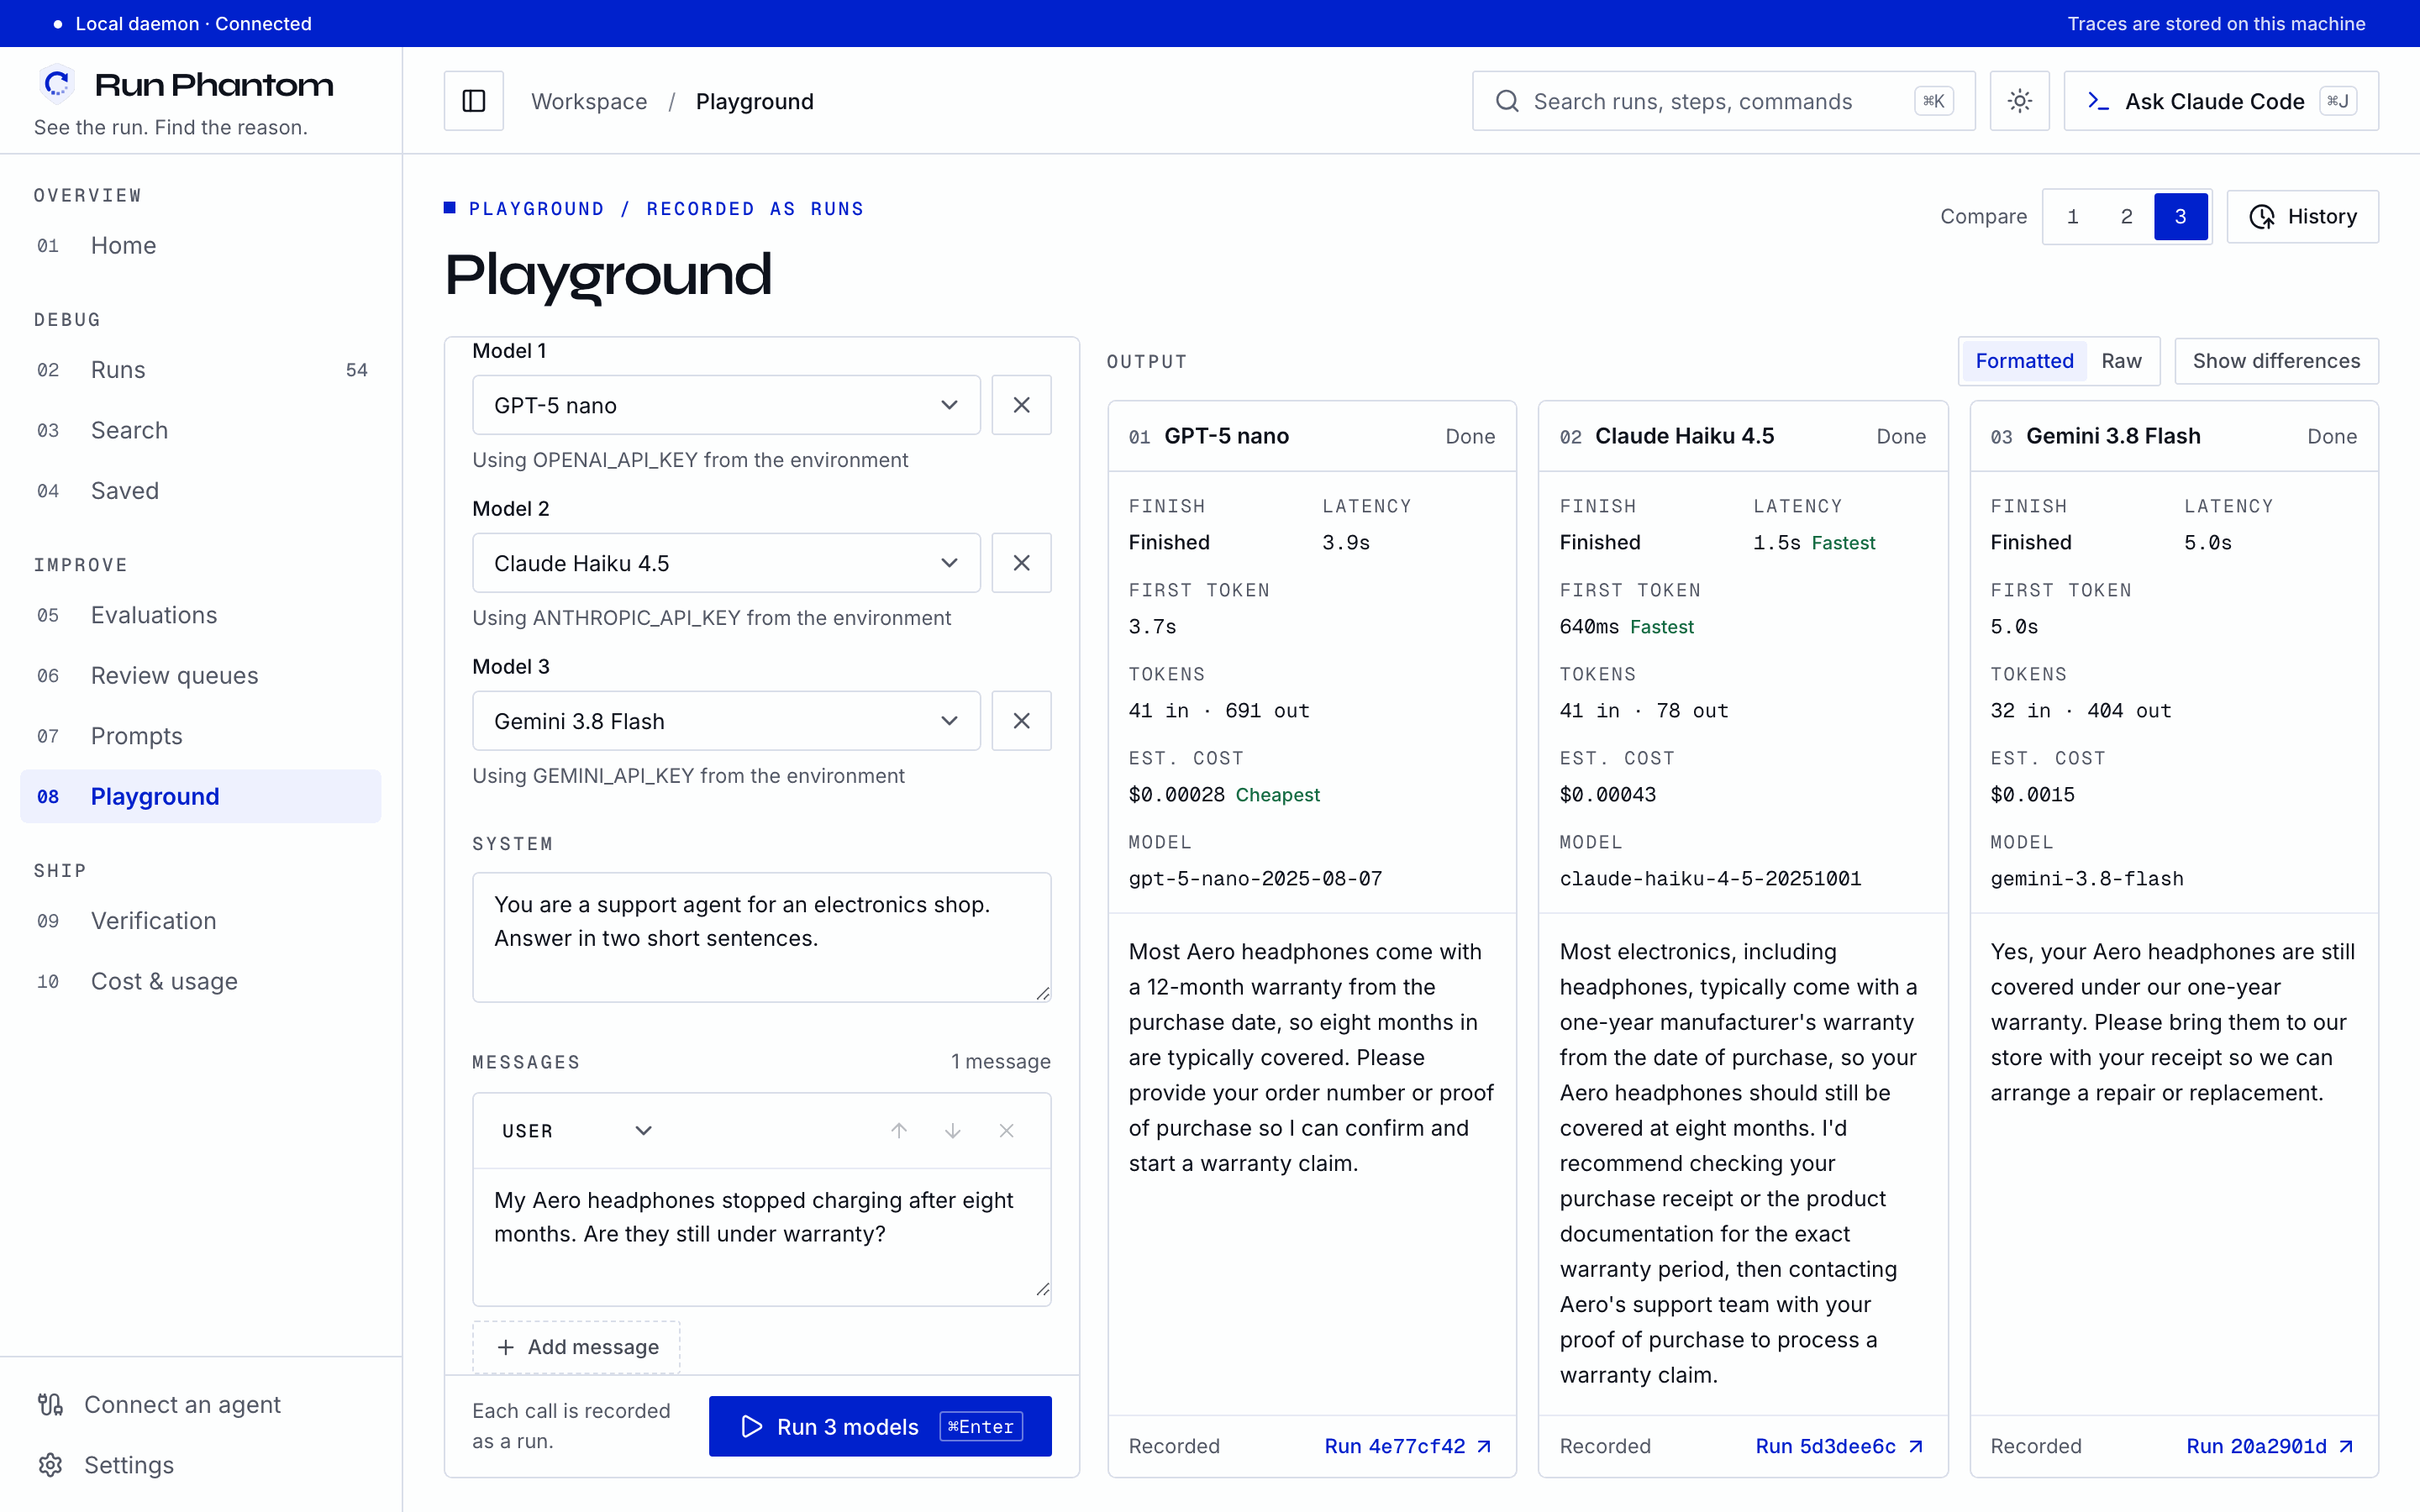 Local daemon · Connected
Traces are stored on this machine
Run Phantom
See the run. Find the reason.
Workspace / Playground
Search runs, steps, commands ⌘K
Ask Claude Code ⌘J
OVERVIEW
01 Home
DEBUG
02 Runs 54
03 Search
04 Saved
IMPROVE
05 Evaluations
06 Review queues
07 Prompts
08 Playground
SHIP
09 Verification
10 Cost & usage
Connect an agent
Settings
PLAYGROUND / RECORDED AS RUNS
Playground
Compare 1 2 3
History
Model 1
GPT-5 nano
Using OPENAI_API_KEY from the environment
Model 2
Claude Haiku 4.5
Using ANTHROPIC_API_KEY from the environment
Model 3
Gemini 3.8 Flash
Using GEMINI_API_KEY from the environment
SYSTEM
You are a support agent for an electronics shop.
Answer in two short sentences.
MESSAGES 1 message
USER
My Aero headphones stopped charging after eight
months. Are they still under warranty?
Add message
Each call is recorded
as a run.
Run 3 models ⌘Enter
OUTPUT
Formatted Raw
Show differences
01 GPT-5 nano Done
FINISH LATENCY
Finished 3.9s
FIRST TOKEN
3.7s
TOKENS
41 in · 691 out
EST. COST
$0.00028 Cheapest
MODEL
gpt-5-nano-2025-08-07
Most Aero headphones come with
a 12-month warranty from the
purchase date, so eight months in
are typically covered. Please
provide your order number or proof
of purchase so I can confirm and
start a warranty claim.
Recorded Run 4e77cf42
02 Claude Haiku 4.5 Done
FINISH LATENCY
Finished 1.5s Fastest
FIRST TOKEN
640ms Fastest
TOKENS
41 in · 78 out
EST. COST
$0.00043
MODEL
claude-haiku-4-5-20251001
Most electronics, including
headphones, typically come with a
one-year manufacturer's warranty
from the date of purchase, so your
Aero headphones should still be
covered at eight months. I'd
recommend checking your
purchase receipt or the product
documentation for the exact
warranty period, then contacting
Aero's support team with your
proof of purchase to process a
warranty claim.
Recorded Run 5d3dee6c
03 Gemini 3.8 Flash Done
FINISH LATENCY
Finished 5.0s
FIRST TOKEN
5.0s
TOKENS
32 in · 404 out
EST. COST
$0.0015
MODEL
gemini-3.8-flash
Yes, your Aero headphones are still
covered under our one-year
warranty. Please bring them to our
store with your receipt so we can
arrange a repair or replacement.
Recorded Run 20a2901d